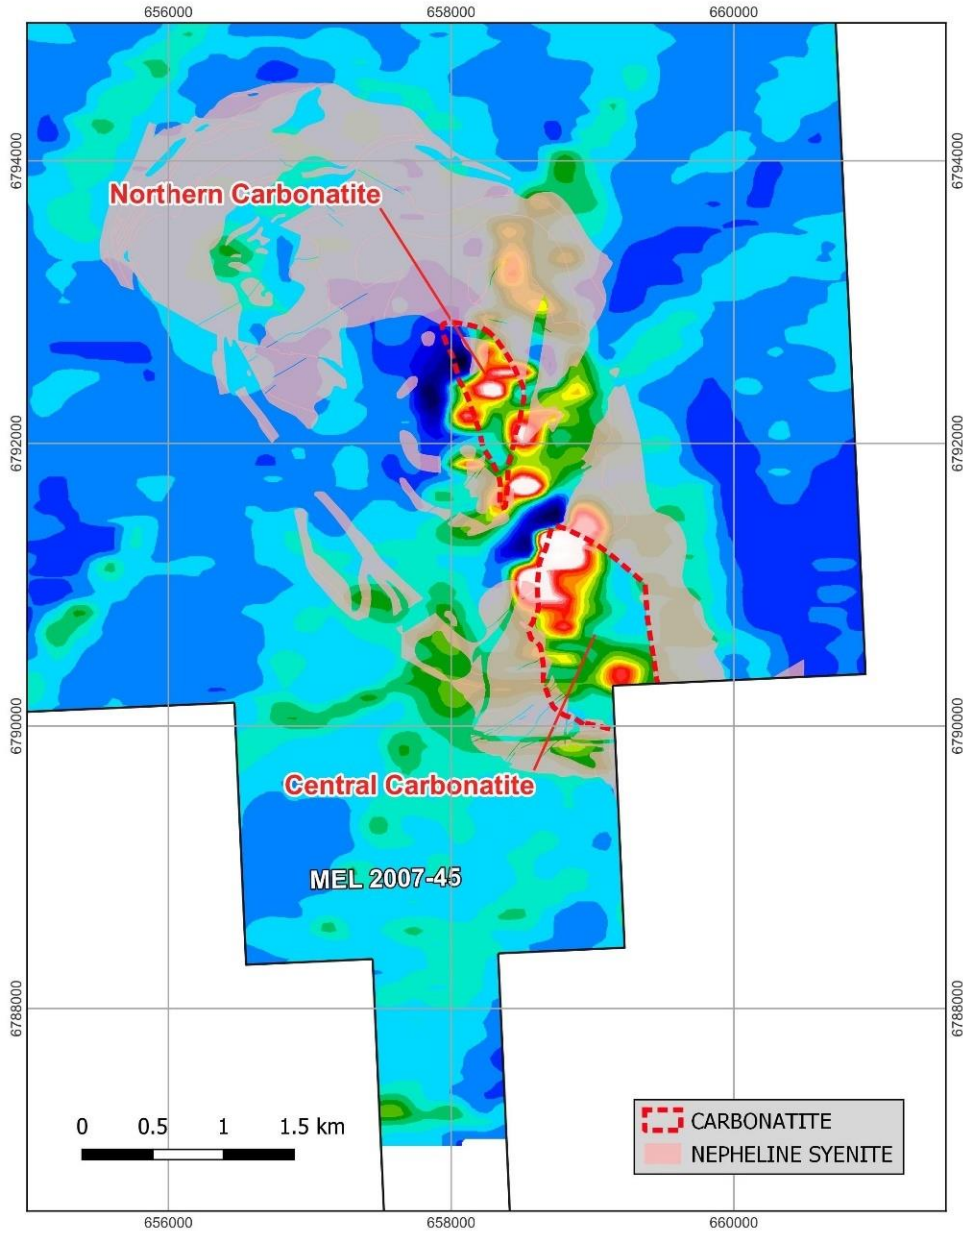 656000 658000 660000
6794000 6794000
Northern Carbonatite
6792000 6792000
6790000 6790000
Central Carbonatite
MEL 2007-45
6788000 6788000
0 0.5 1 1.5 km
CARBONATITE
NEPHELINE SYENITE
656000 658000 660000